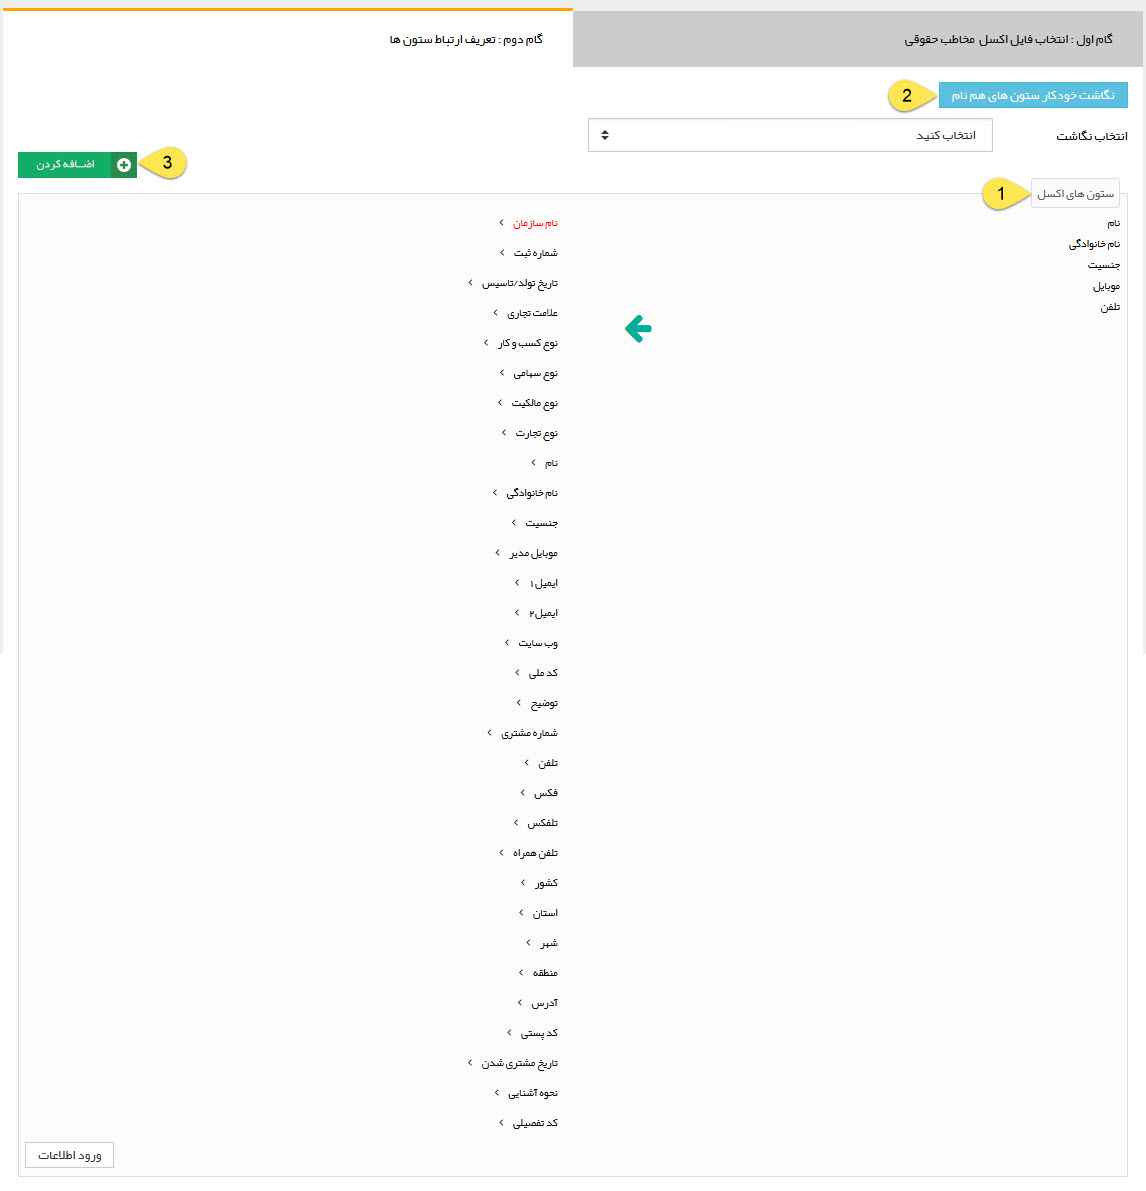 گام اول : انتخاب فایل اکسل مخاطب حقوقی
گام دوم : تعریف ارتباط ستون ها
نگاشت خودکار ستون های هم نام
2
انتخاب نگاشت
انتخاب کنید
اضافه کردن
3
ستون های اکسل
1
نام
نام خانوادگی
جنسیت
موبایل
تلفن
نام سازمان
شماره ثبت
تاریخ تولد/تاسیس
علامت تجاری
نوع کسب و کار
نوع سهامی
نوع مالکیت
نوع تجارت
نام
نام خانوادگی
جنسیت
موبایل مدیر
ایمیل ۱
ایمیل ۲
وب سایت
کد ملی
توضیح
شماره مشتری
تلفن
فکس
تلفکس
تلفن همراه
کشور
استان
شهر
منطقه
آدرس
کد پستی
تاریخ مشتری شدن
نحوه آشنایی
کد تفصیلی
ورود اطلاعات